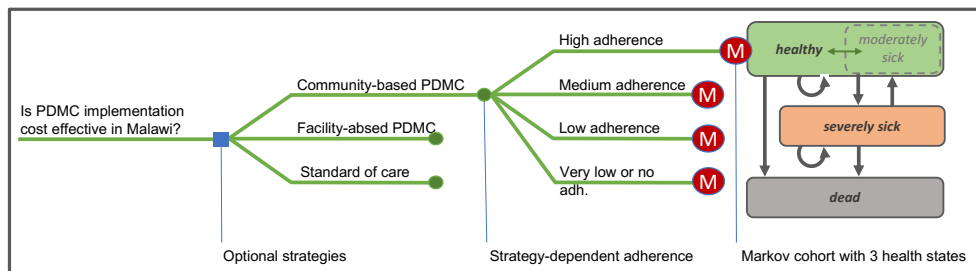 Is PDMC implementation
cost effective in Malawi?
Community-based PDMC
Facility-absed PDMC
Standard of care
High adherence
Medium adherence
Low adherence
Very low or no
adh.
M
M
M
M
healthy
moderately
sick
severely sick
dead
Optional strategies
Strategy-dependent adherence
Markov cohort with 3 health states